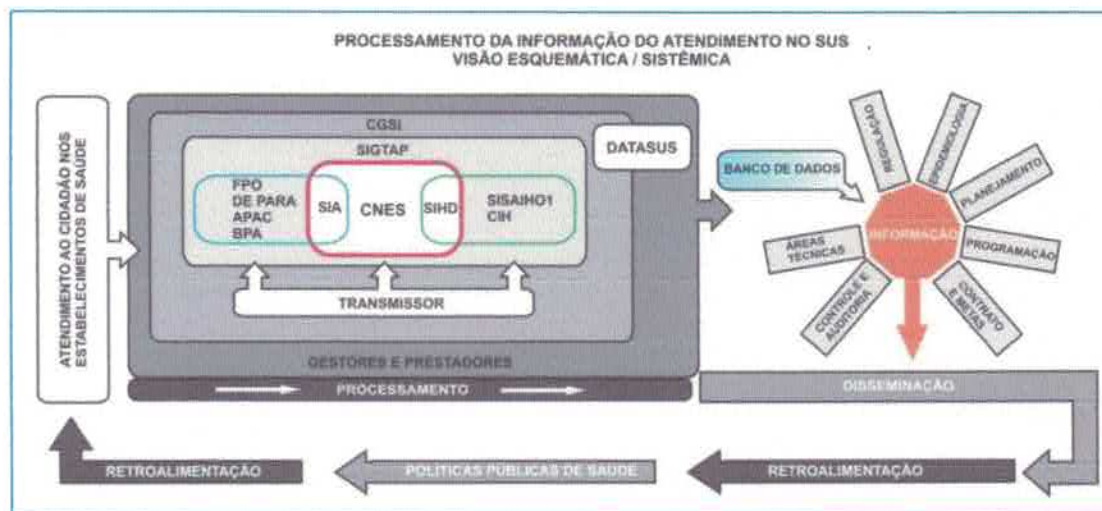 PROCESSAMENTO DA INFORMAÇÃO DO ATENDIMENTO NO SUS
VISÃO ESQUEMÁTICA / SISTÊMICA
ATENDIMENTO AO CIDADÃO NOS
ESTABELECIMENTOS DE SAÚDE
CGSI
SIGTAP
DATASUS
FPO
DE PARA
APAC
BPA
SIA
CNES
SIHD
SISAIHO1
CIH
TRANSMISSOR
GESTORES E PRESTADORES
PROCESSAMENTO
BANCO DE DADOS
REGULAÇÃO
EPIDEMIOLOGIA
PLANEJAMENTO
PROGRAMAÇÃO
CONTRATO
E METAS
CONTROLE E
AUDITORIA
ÁREAS
TÉCNICAS
INFORMAÇÃO
DISSEMINAÇÃO
RETROALIMENTAÇÃO
POLÍTICAS PÚBLICAS DE SAÚDE
RETROALIMENTAÇÃO